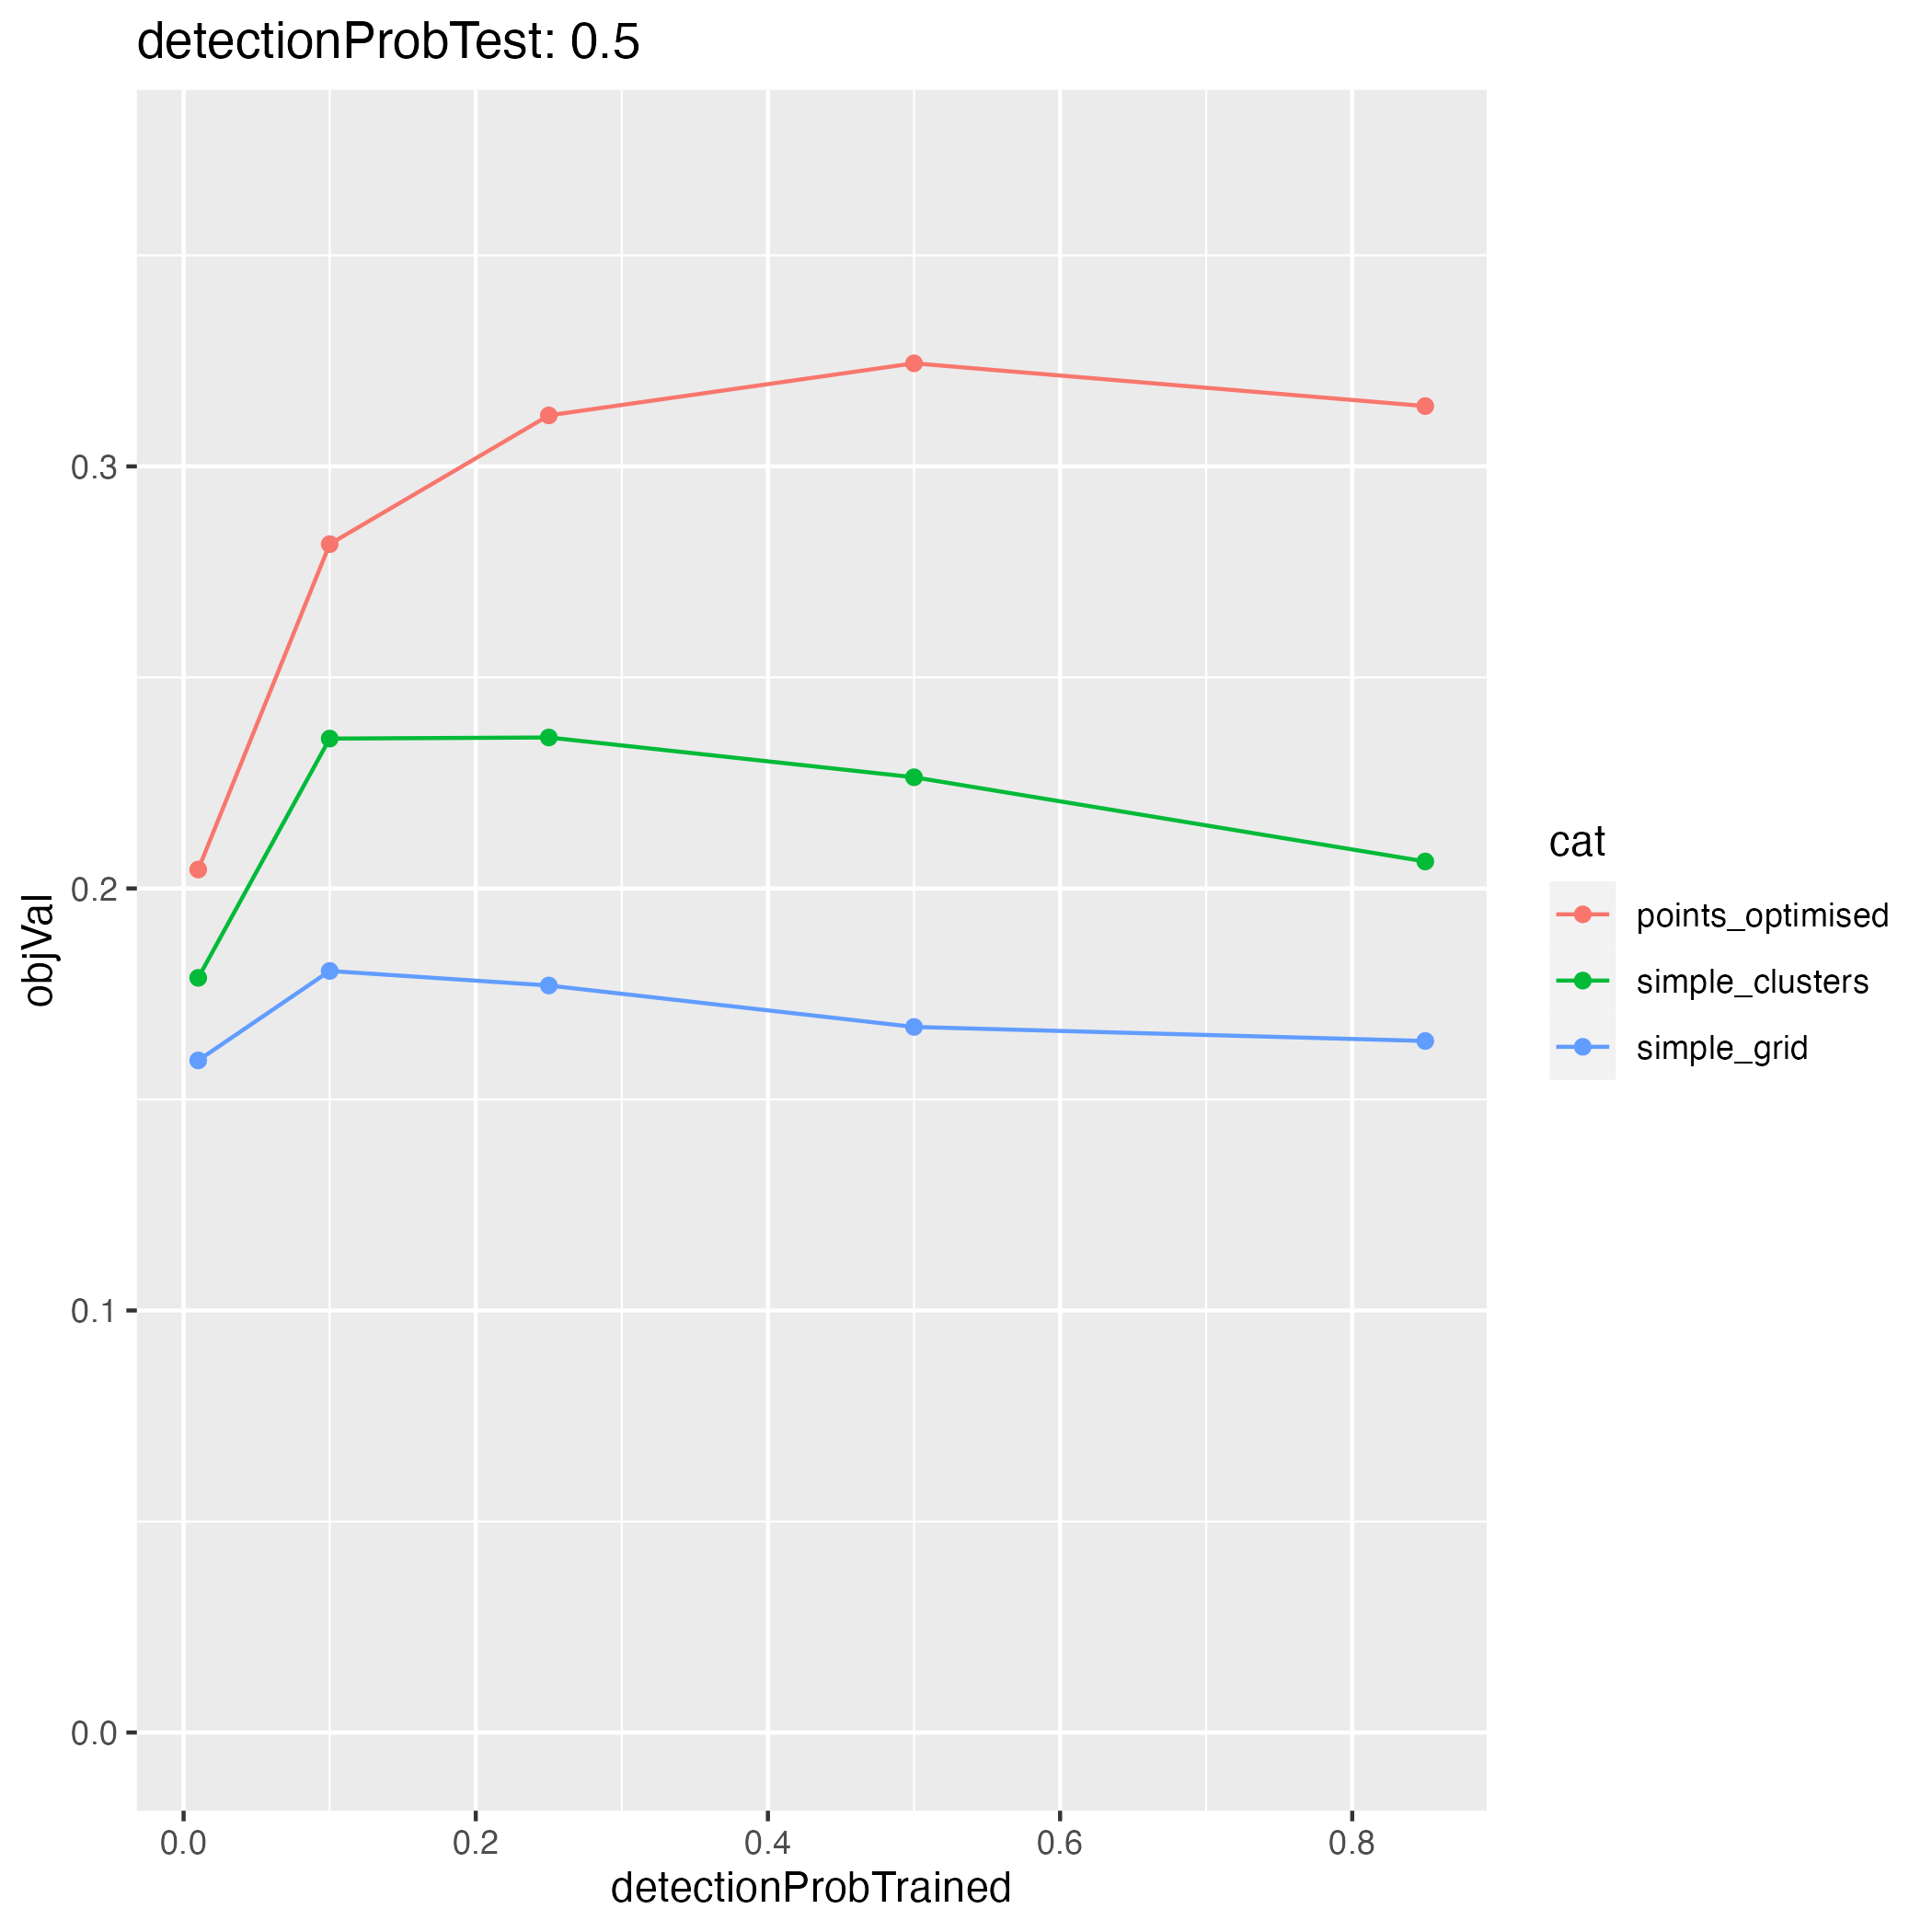 detectionProbTest: 0.5
objVal
0.3
0.2
0.1
0.0
0.0
0.2
0.4
0.6
0.8
detectionProbTrained
cat
points_optimised
simple_clusters
simple_grid